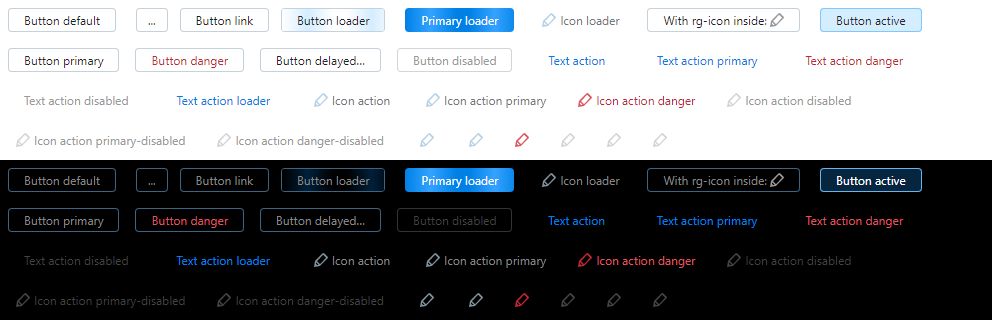 Button default ... Button link Button loader Primary loader Icon loader With rg-icon inside: Button active
Button primary Button danger Button delayed... Button disabled Text action Text action primary Text action danger
Text action disabled Text action loader Icon action Icon action primary Icon action danger Icon action disabled
Icon action primary-disabled Icon action danger-disabled
Button default ... Button link Button loader Primary loader Icon loader With rg-icon inside: Button active
Button primary Button danger Button delayed... Button disabled Text action Text action primary Text action danger
Text action disabled Text action loader Icon action Icon action primary Icon action danger Icon action disabled
Icon action primary-disabled Icon action danger-disabled